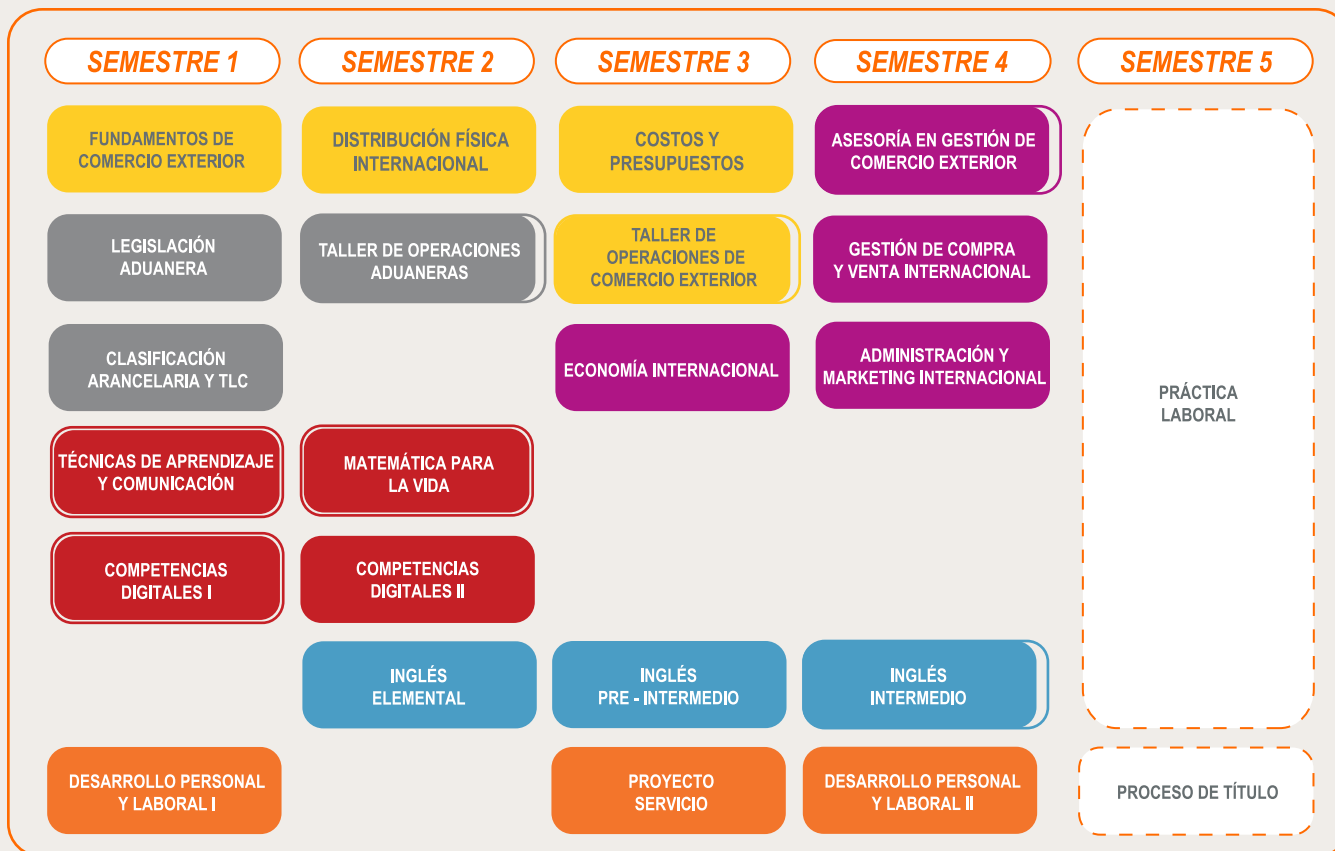 SEMESTRE 1
SEMESTRE 2
SEMESTRE 3
SEMESTRE 4
SEMESTRE 5
FUNDAMENTOS DE
COMERCIO EXTERIOR
DISTRIBUCIÓN FÍSICA
INTERNACIONAL
COSTOS Y
PRESUPUESTOS
ASESORÍA EN GESTIÓN DE
COMERCIO EXTERIOR
LEGISLACIÓN
ADUANERA
TALLER DE OPERACIONES
ADUANERAS
TALLER DE
OPERACIONES DE
COMERCIO EXTERIOR
GESTIÓN DE COMPRA
Y VENTA INTERNACIONAL
CLASIFICACIÓN
ARANCELARIA Y TLC
ECONOMÍA INTERNACIONAL
ADMINISTRACIÓN Y
MARKETING INTERNACIONAL
PRÁCTICA
LABORAL
TÉCNICAS DE APRENDIZAJE
Y COMUNICACIÓN
MATEMÁTICA PARA
LA VIDA
COMPETENCIAS
DIGITALES I
COMPETENCIAS
DIGITALES II
INGLÉS
ELEMENTAL
INGLÉS
PRE - INTERMEDIO
INGLÉS
INTERMEDIO
DESARROLLO PERSONAL
Y LABORAL I
PROYECTO
SERVICIO
DESARROLLO PERSONAL
Y LABORAL II
PROCESO DE TÍTULO